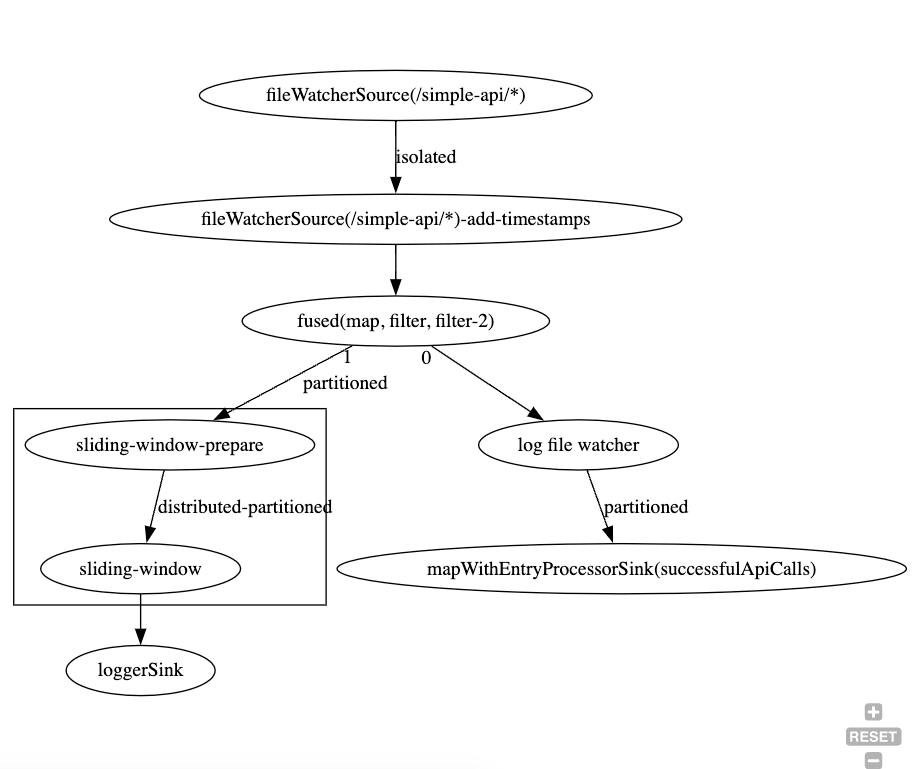 fileWatcherSource(/simple-api/*)
isolated
fileWatcherSource(/simple-api/*)-add-timestamps
fused(map, filter, filter-2)
1
0
partitioned
sliding-window-prepare
log file watcher
distributed-partitioned
partitioned
sliding-window
mapWithEntryProcessorSink(successfulApiCalls)
loggerSink
+
RESET
−